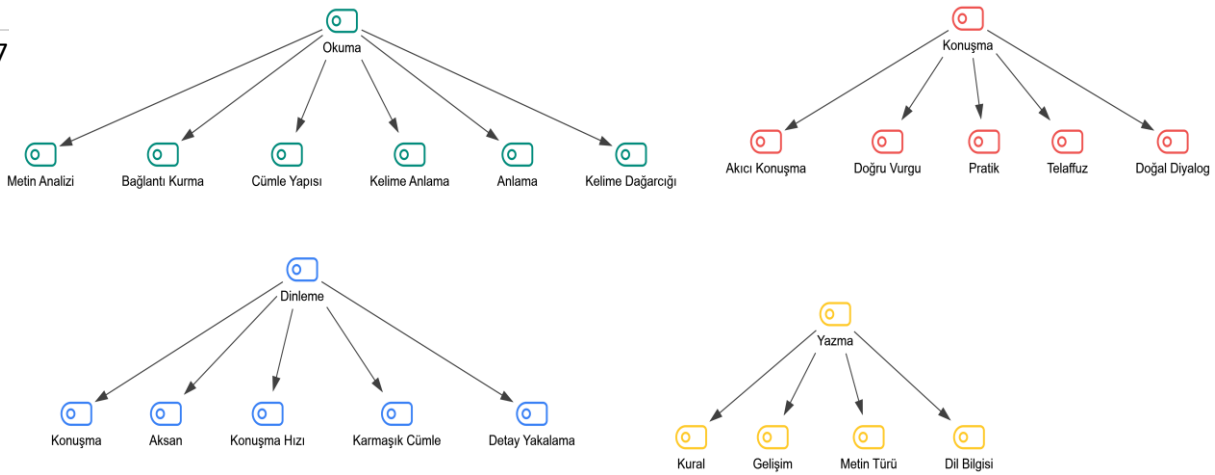 7
Okuma
Metin Analizi
Bağlantı Kurma
Cümle Yapısı
Kelime Anlama
Anlama
Kelime Dağarcığı
Konuşma
Akıcı Konuşma
Doğru Vurgu
Pratik
Telaffuz
Doğal Diyalog
Dinleme
Konuşma
Aksan
Konuşma Hızı
Karmaşık Cümle
Detay Yakalama
Yazma
Kural
Gelişim
Metin Türü
Dil Bilgisi